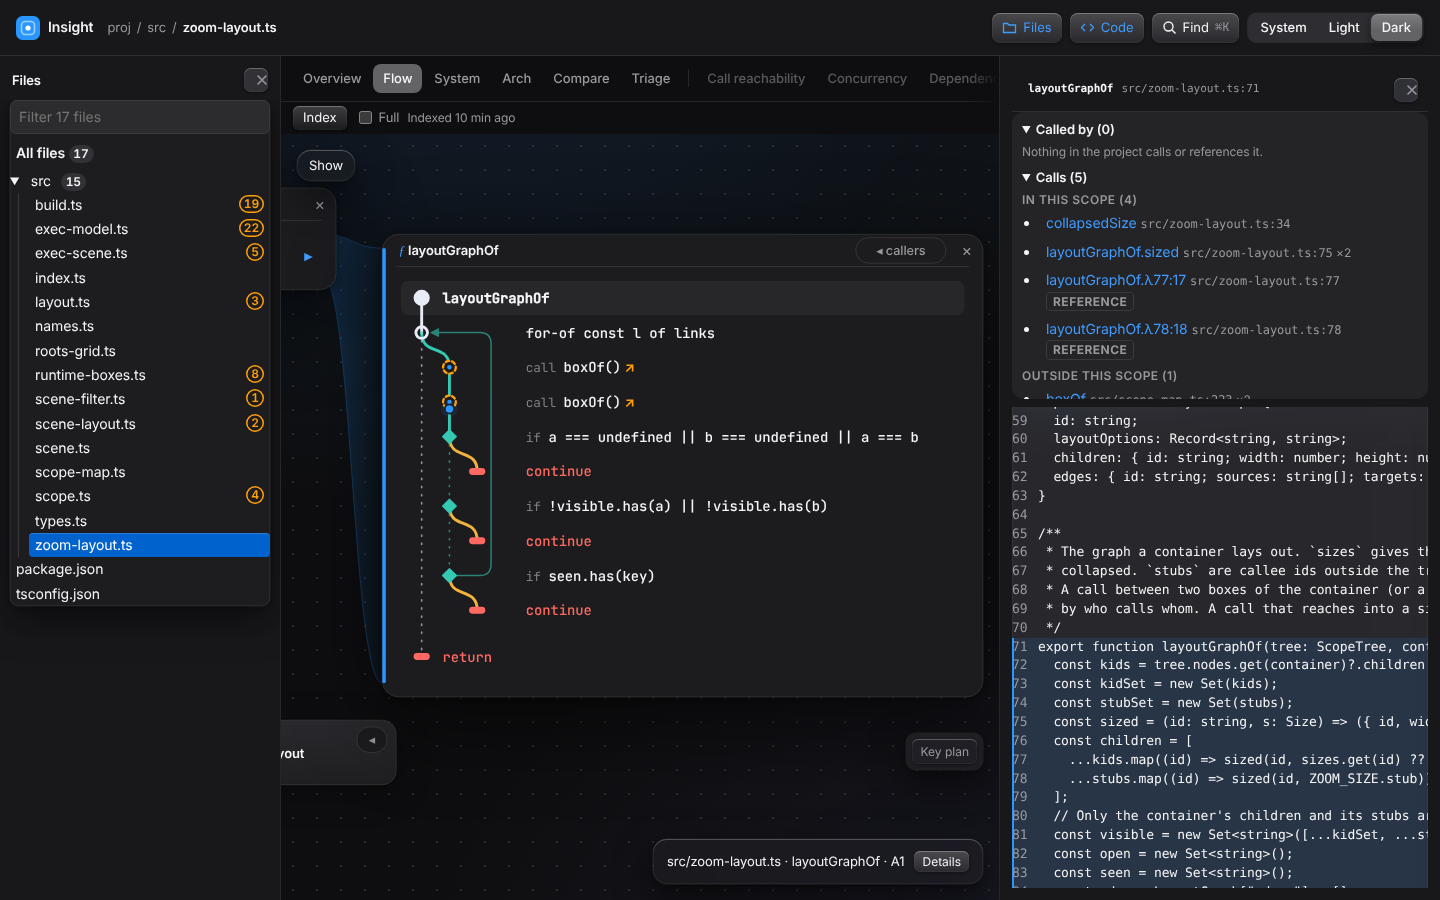 Insight proj / src / zoom-layout.ts
Files Code Find ⌘K System Light Dark
Files
Filter 17 files
All files 17
src 15
build.ts 19
exec-model.ts 22
exec-scene.ts 5
index.ts
layout.ts 3
names.ts
roots-grid.ts
runtime-boxes.ts 8
scene-filter.ts 1
scene-layout.ts 2
scene.ts
scope-map.ts
scope.ts 4
types.ts
zoom-layout.ts
package.json
tsconfig.json
Overview Flow System Arch Compare Triage Call reachability Concurrency
Index Full Indexed 10 min ago
Show
ƒ layoutGraphOf ◂ callers ×
layoutGraphOf
for-of const l of links
call boxOf()
call boxOf()
if a === undefined || b === undefined || a === b
continue
if !visible.has(a) || !visible.has(b)
continue
if seen.has(key)
continue
return
yout
Key plan
src/zoom-layout.ts · layoutGraphOf · A1 Details
layoutGraphOf src/zoom-layout.ts:71
Called by (0)
Nothing in the project calls or references it.
Calls (5)
IN THIS SCOPE (4)
collapsedSize src/zoom-layout.ts:34
layoutGraphOf.sized src/zoom-layout.ts:75 ×2
layoutGraphOf.λ77:17 src/zoom-layout.ts:77
REFERENCE
layoutGraphOf.λ78:18 src/zoom-layout.ts:78
REFERENCE
OUTSIDE THIS SCOPE (1)
59 id: string;
60 layoutOptions: Record<string, string>;
61 children: { id: string; width: number; height: nu
62 edges: { id: string; sources: string[]; targets:
63 }
64
65 /**
66 * The graph a container lays out. `sizes` gives th
67 * collapsed. `stubs` are callee ids outside the tr
68 * A call between two boxes of the container (or a
69 * by who calls whom. A call that reaches into a si
70 */
71 export function layoutGraphOf(tree: ScopeTree, cont
72 const kids = tree.nodes.get(container)?.children
73 const kidSet = new Set(kids);
74 const stubSet = new Set(stubs);
75 const sized = (id: string, s: Size) => ({ id, wid
76 const children = [
77 ...kids.map((id) => sized(id, sizes.get(id) ??
78 ...stubs.map((id) => sized(id, ZOOM_SIZE.stub))
79 ];
80 // Only the container's children and its stubs ar
81 const visible = new Set<string>([...kidSet, ...st
82 const open = new Set<string>();
83 const seen = new Set<string>();